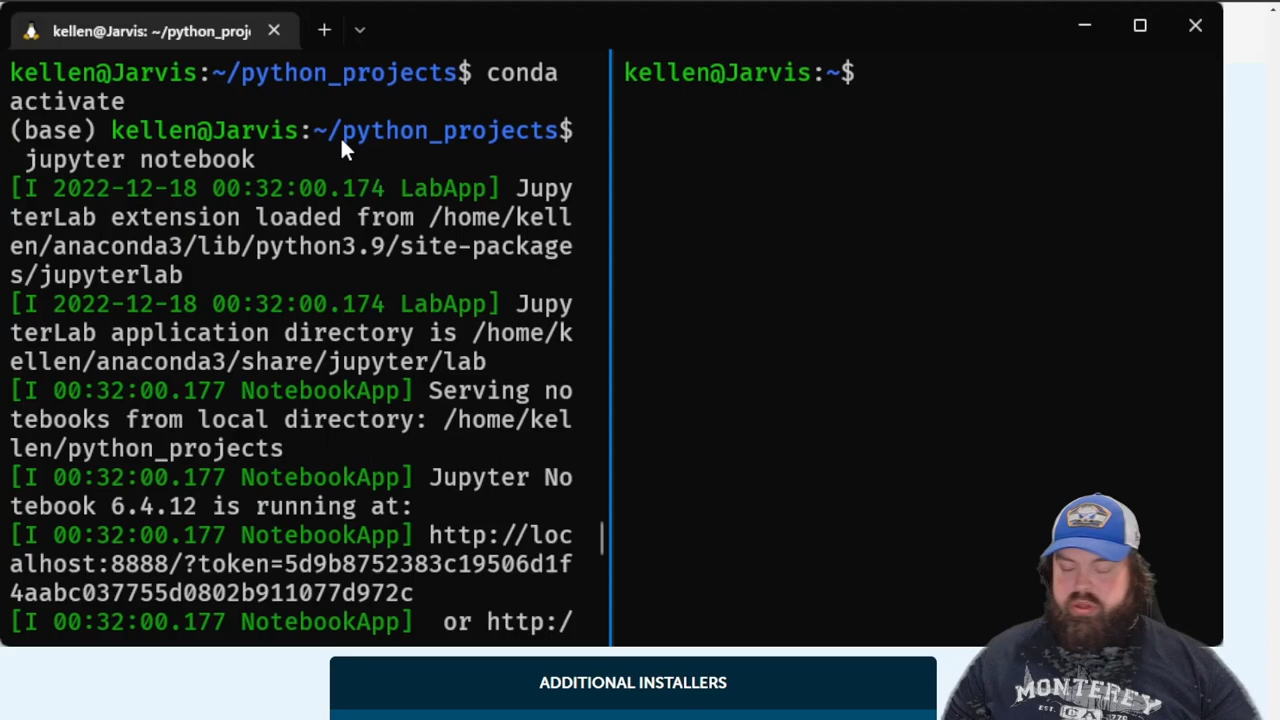 kellen@Jarvis: ~/python_proj
kellen@Jarvis:~/python_projects$ conda
activate
(base) kellen@Jarvis:~/python_projects$
jupyter notebook
[I 2022-12-18 00:32:00.174 LabApp] Jupy
terLab extension loaded from /home/kell
en/anaconda3/lib/python3.9/site-package
s/jupyterlab
[I 2022-12-18 00:32:00.174 LabApp] Jupy
terLab application directory is /home/k
ellen/anaconda3/share/jupyter/lab
[I 00:32:00.177 NotebookApp] Serving no
tebooks from local directory: /home/kel
len/python_projects
[I 00:32:00.177 NotebookApp] Jupyter No
tebook 6.4.12 is running at:
[I 00:32:00.177 NotebookApp] http://loc
alhost:8888/?token=5d9b8752383c19506d1f
4aabc037755d0802b911077d972c
[I 00:32:00.177 NotebookApp]  or http:/
kellen@Jarvis:~$
ADDITIONAL INSTALLERS
MONTEREY
EST.
CA